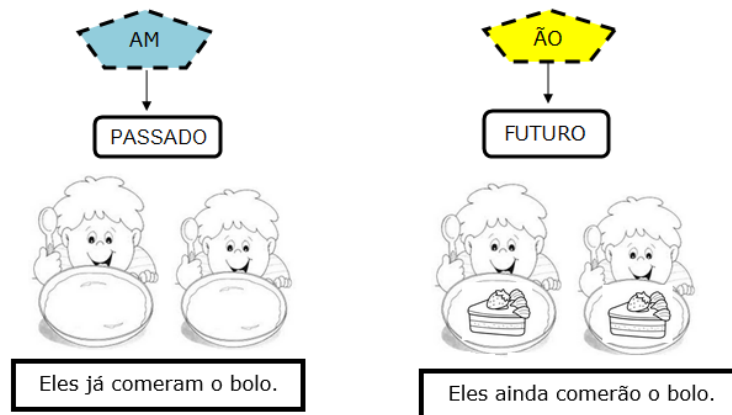 AM
PASSADO
Eles já comeram o bolo.
ÃO
FUTURO
Eles ainda comerão o bolo.